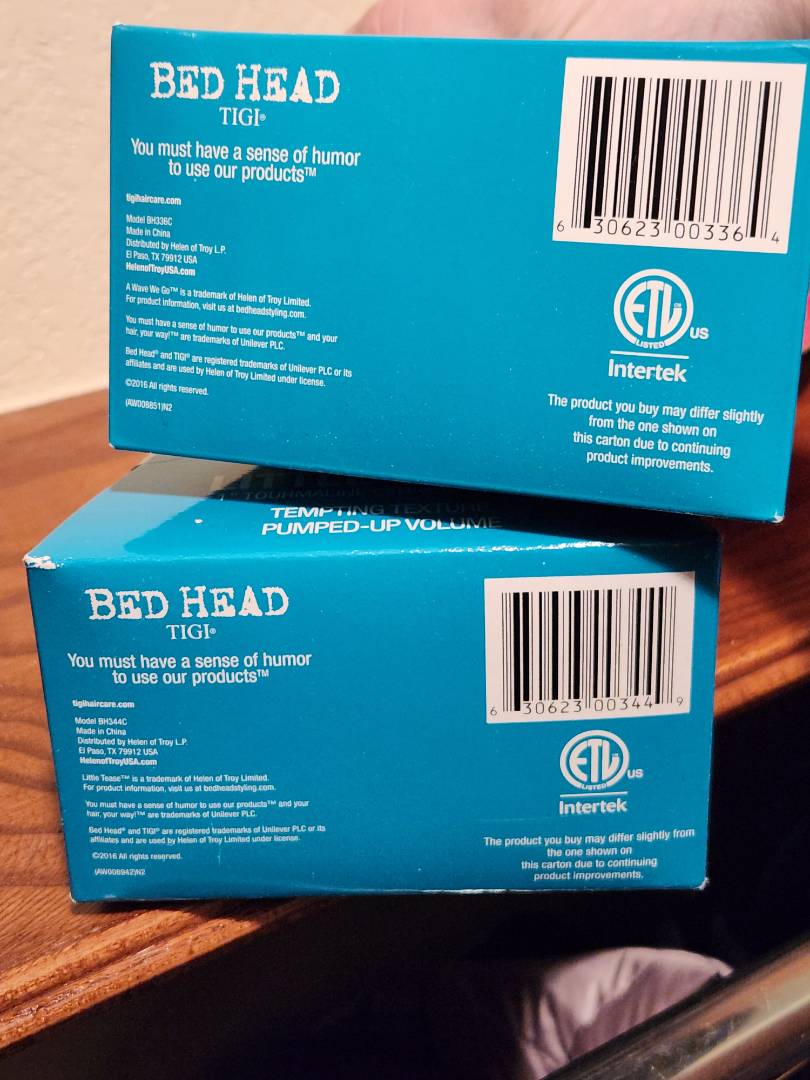 BED HEAD
TIGI®
You must have a sense of humor
to use our products™
tigihaircare.com
Model BH336C
Made in China
Distributed by Helen of Troy L.P.
El Paso, TX 79912 USA
HelenofTroyUSA.com
A Wave We Go™ is a trademark of Helen of Troy Limited.
For product information, visit us at bedheadstyling.com.
You must have a sense of humor to use our products™ and your
hair, your way!™ are trademarks of Unilever PLC.
Bed Head® and TIGI® are registered trademarks of Unilever PLC or its
affiliates and are used by Helen of Troy Limited under license.
©2016 All rights reserved.
(AW008851)N2
6 30623 00336 4
ETL
CM
LISTED
US
Intertek
The product you buy may differ slightly
from the one shown on
this carton due to continuing
product improvements.
1" TOURMALINE
TEMPTING TEXTURE
PUMPED-UP VOLUME
BED HEAD
TIGI®
You must have a sense of humor
to use our products™
tigihaircare.com
Model BH344C
Made in China
Distributed by Helen of Troy L.P.
El Paso, TX 79912 USA
HelenofTroyUSA.com
Little Tease™ is a trademark of Helen of Troy Limited.
For product information, visit us at bedheadstyling.com.
You must have a sense of humor to use our products™ and your
hair, your way!™ are trademarks of Unilever PLC.
Bed Head® and TIGI® are registered trademarks of Unilever PLC or its
affiliates and are used by Helen of Troy Limited under license.
©2016 All rights reserved.
(AW008942)N2
6 30623 00344 9
ETL
CM
LISTED
US
Intertek
The product you buy may differ slightly from
the one shown on
this carton due to continuing
product improvements.